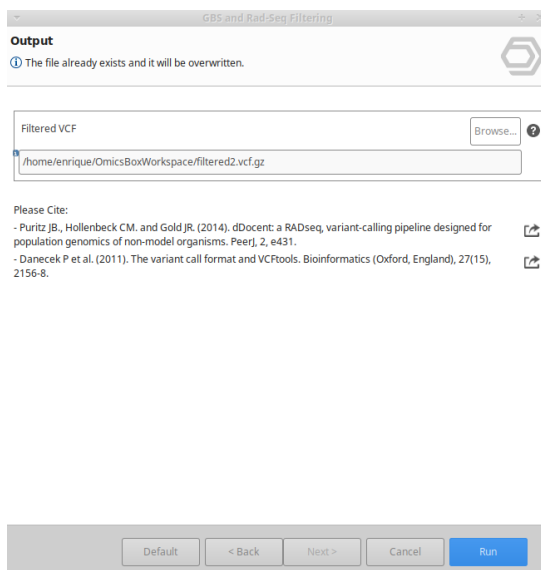 GBS and Rad-Seq Filtering
Output
The file already exists and it will be overwritten.
Filtered VCF
Browse...
/home/enrique/OmicsBoxWorkspace/filtered2.vcf.gz
Please Cite:
- Puritz JB., Hollenbeck CM. and Gold JR. (2014). dDocent: a RADseq, variant-calling pipeline designed for
population genomics of non-model organisms. PeerJ, 2, e431.
- Danecek P et al. (2011). The variant call format and VCFtools. Bioinformatics (Oxford, England), 27(15),
2156-8.
Default
< Back
Next >
Cancel
Run